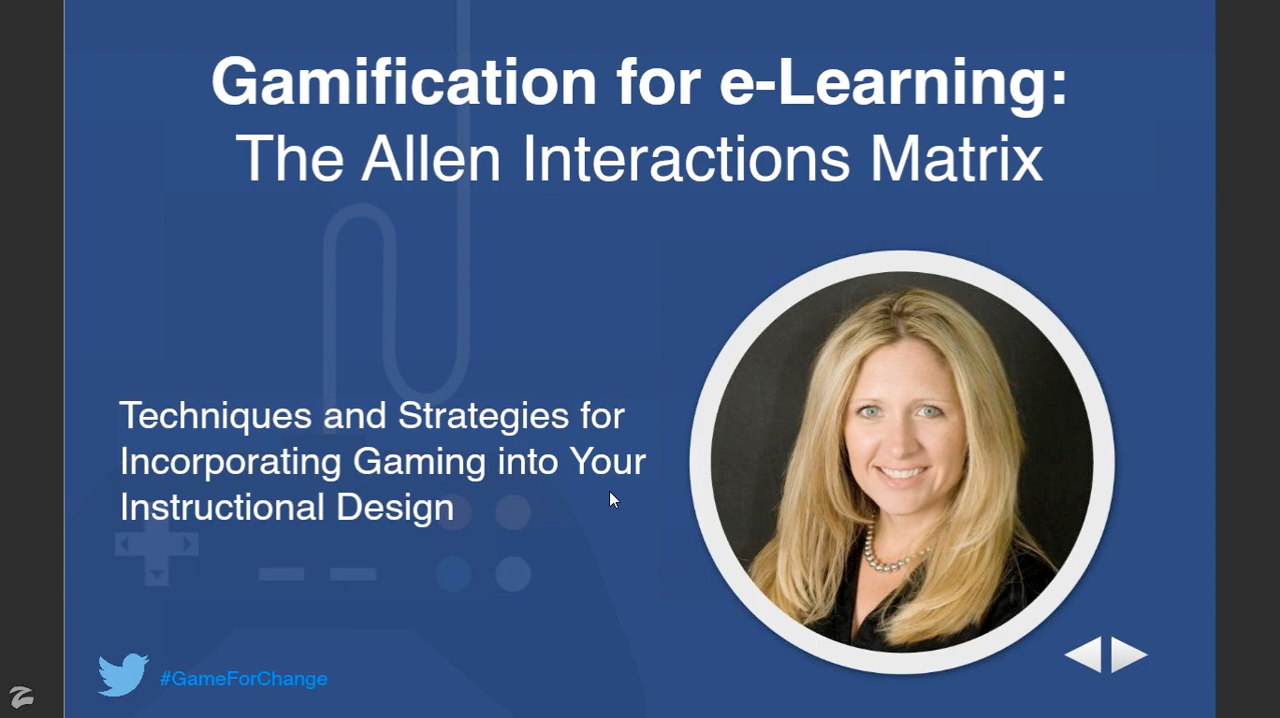 Gamification for e-Learning:
The Allen Interactions Matrix
Techniques and Strategies for
Incorporating Gaming into Your
Instructional Design
#GameForChange